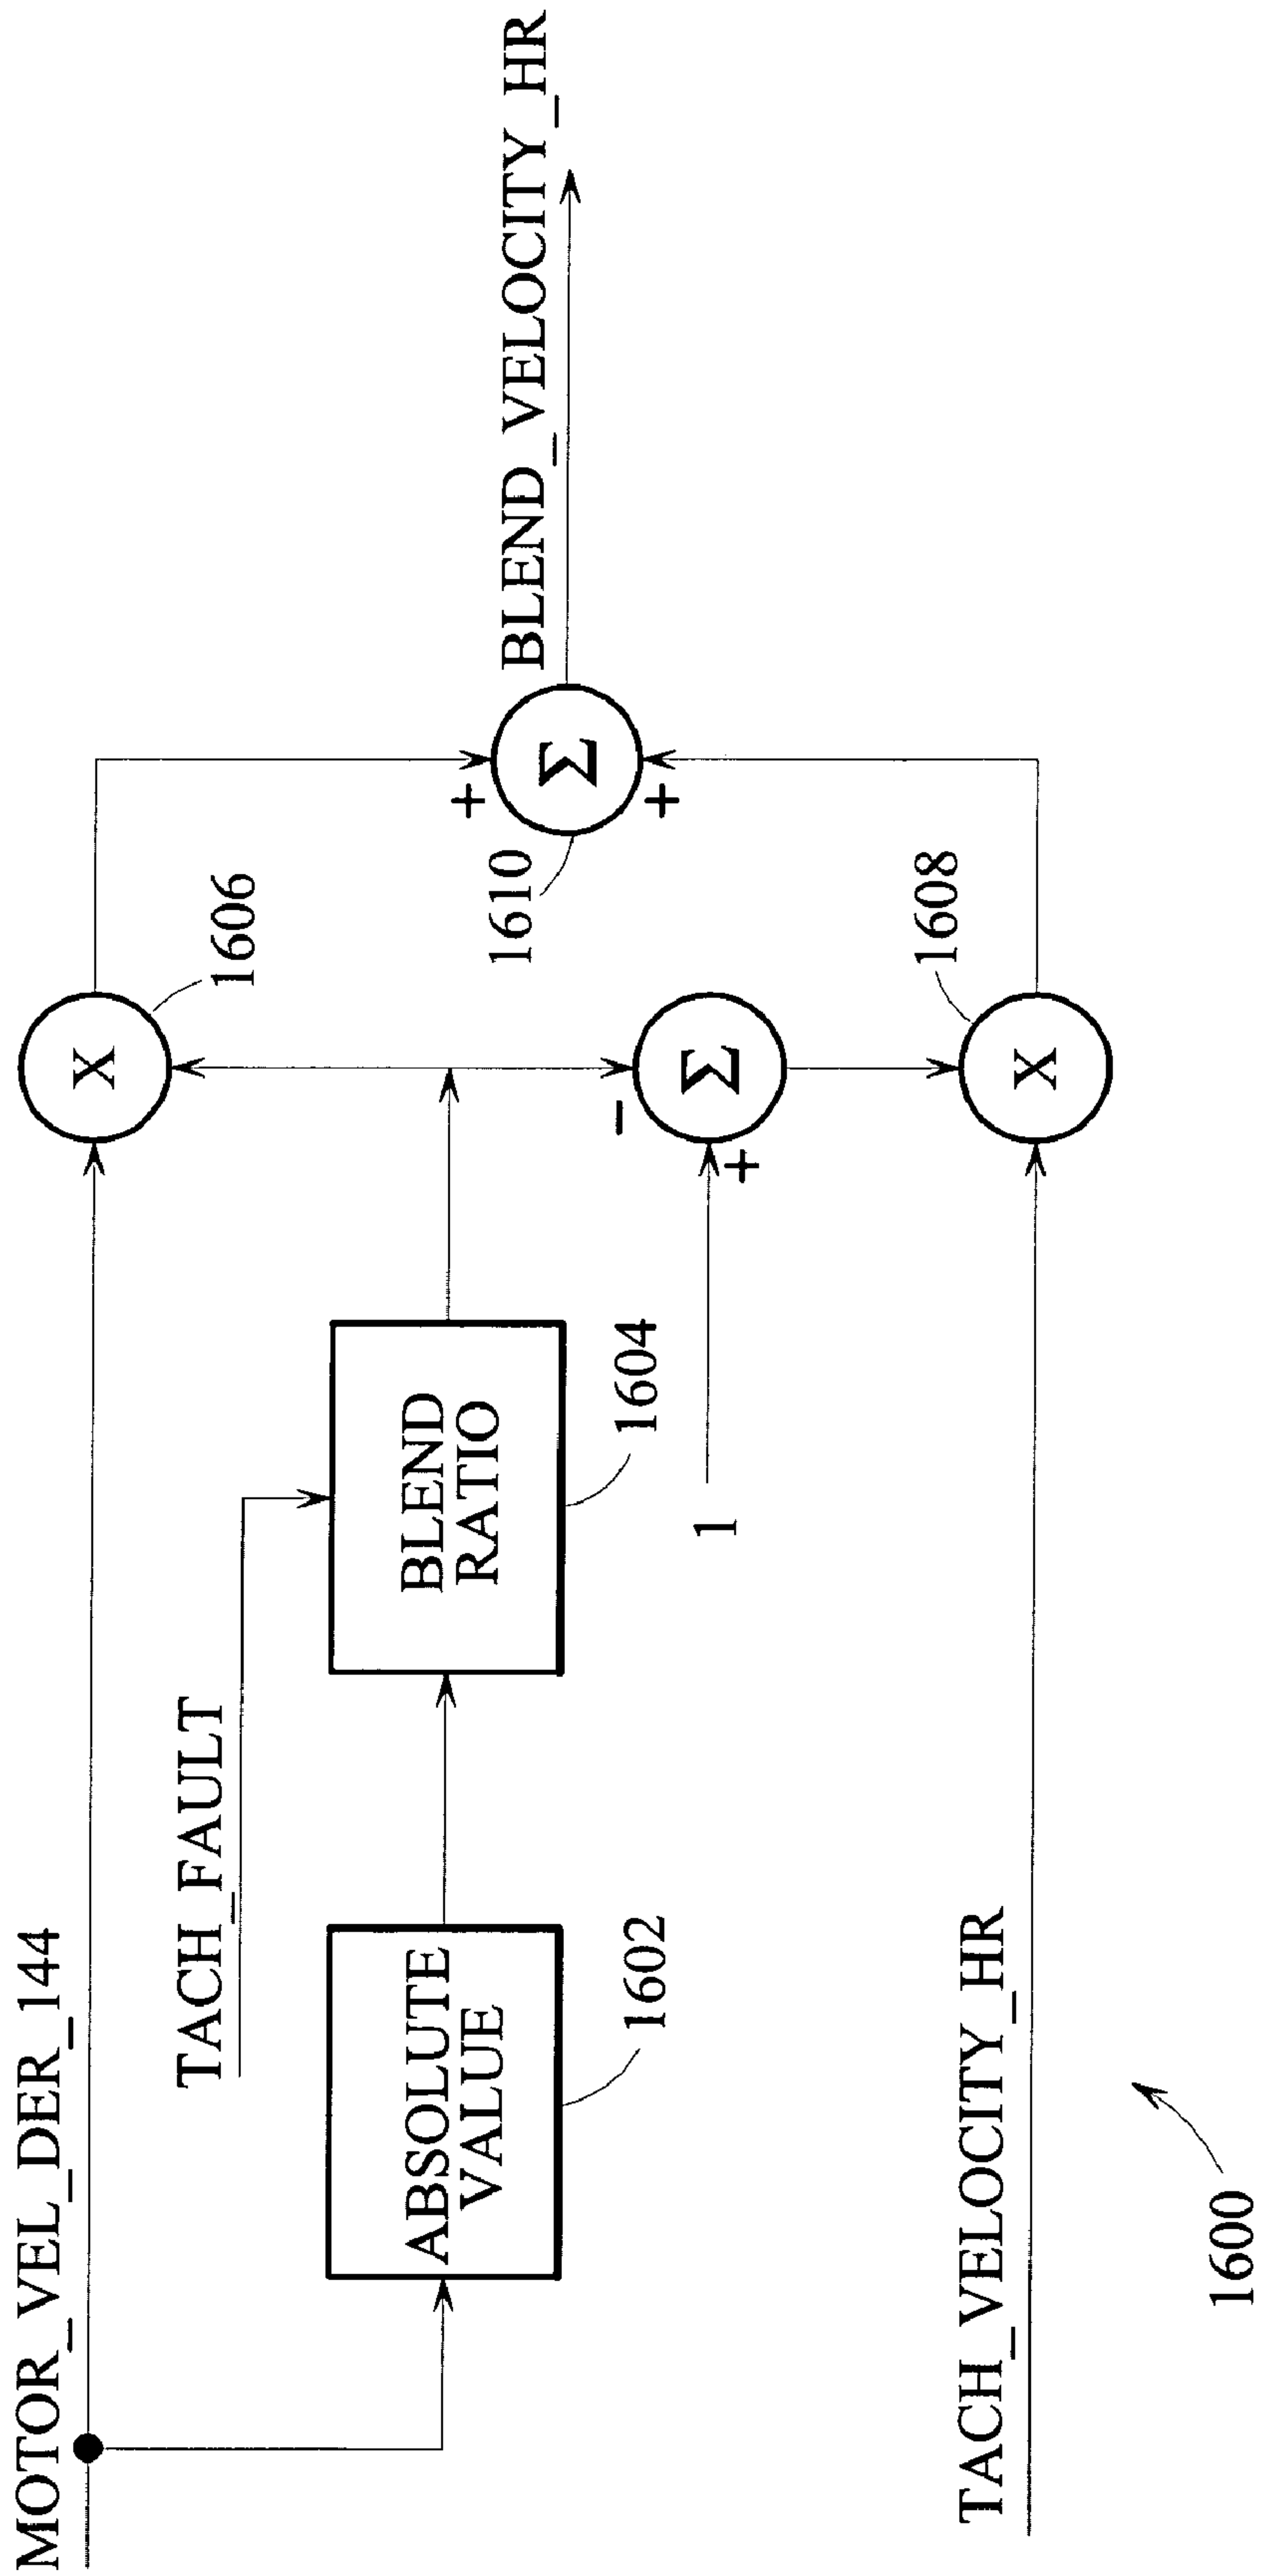 MOTOR_VEL_DER_144
X
1606
TACH_FAULT
ABSOLUTE
VALUE
1602
BLEND
RATIO
1604
+
Σ
+
1610
BLEND_VELOCITY_HR
1
-
+
Σ
TACH_VELOCITY_HR
X
1608
1600